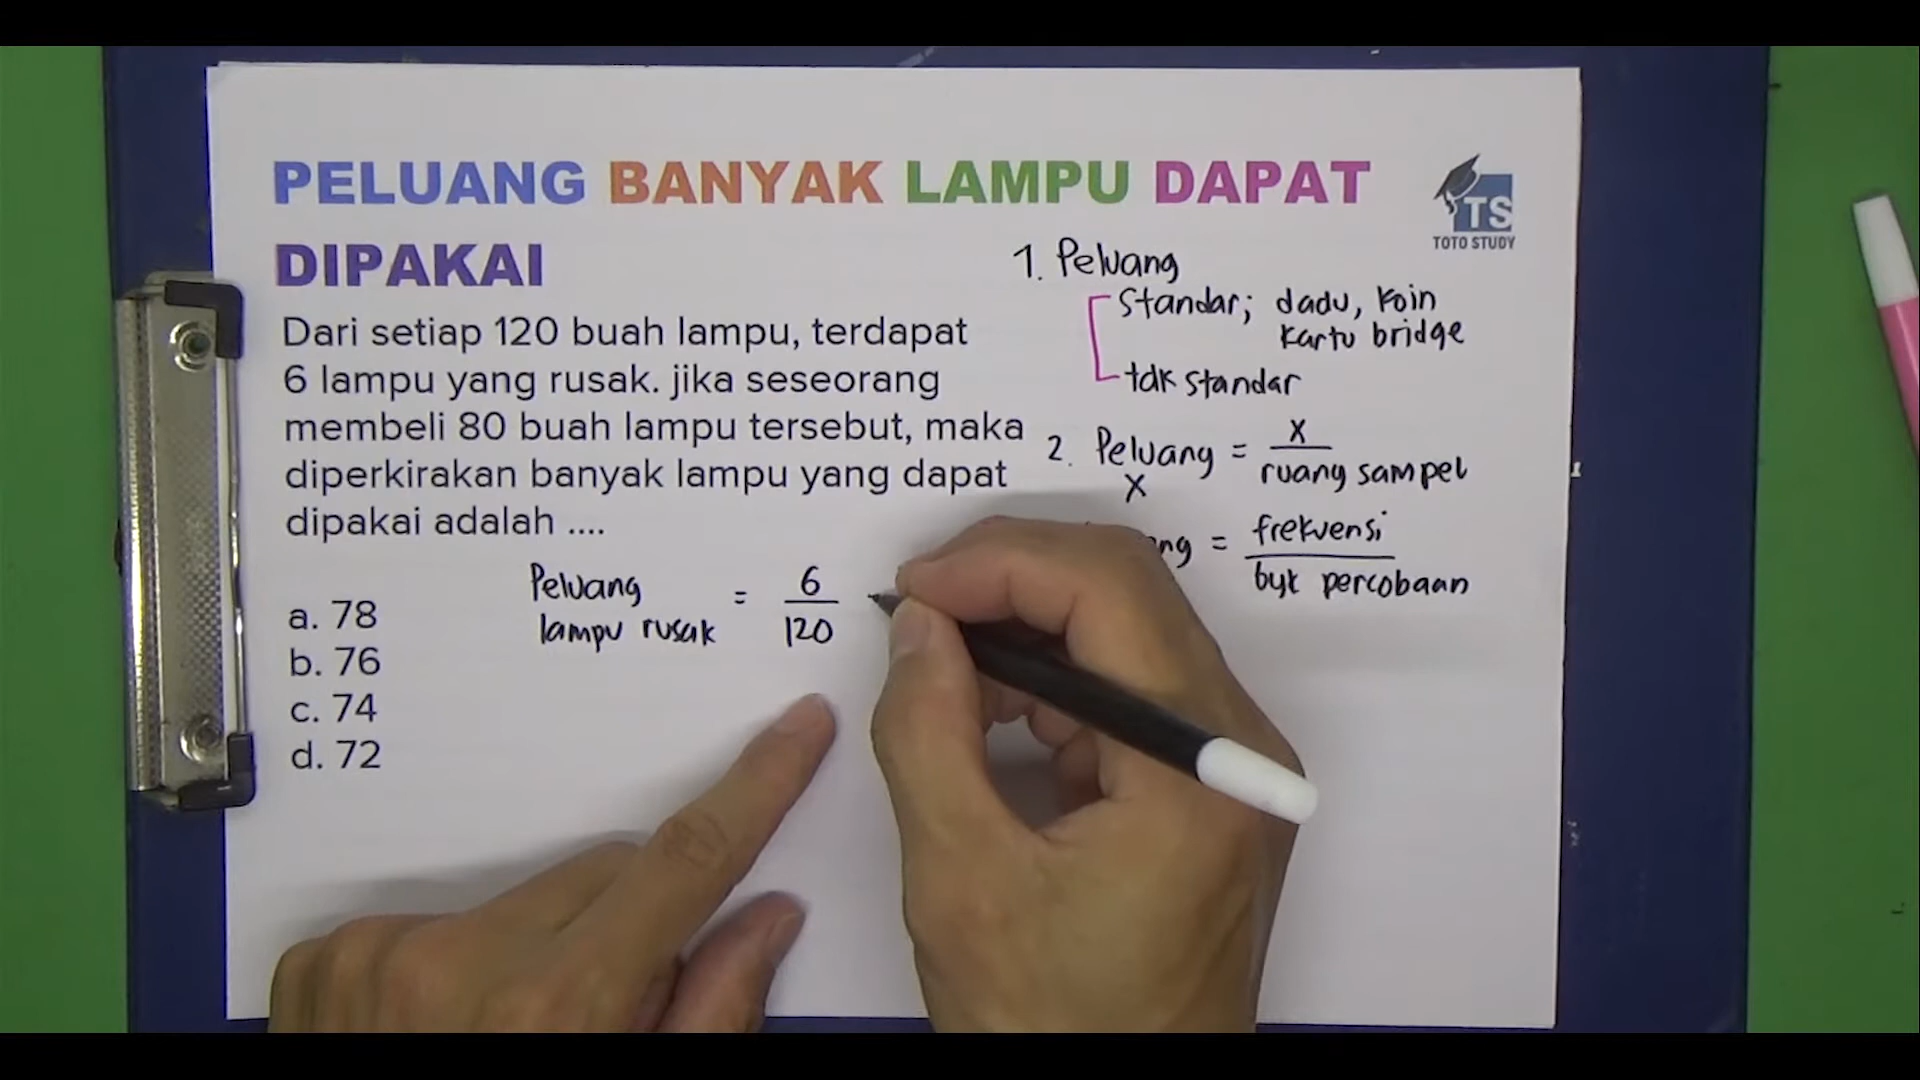 PELUANG BANYAK LAMPU DAPAT
DIPAKAI
TS
TOTO STUDY
Dari setiap 120 buah lampu, terdapat
6 lampu yang rusak. jika seseorang
membeli 80 buah lampu tersebut, maka
diperkirakan banyak lampu yang dapat
dipakai adalah ....
a. 78
b. 76
c. 74
d. 72
Peluang
lampu rusak = 6
120
1. Peluang
Standar; dadu, koin
kartu bridge
tdk standar
2. Peluang = x
x ruang sampel
ng = frekuensi
byk percobaan